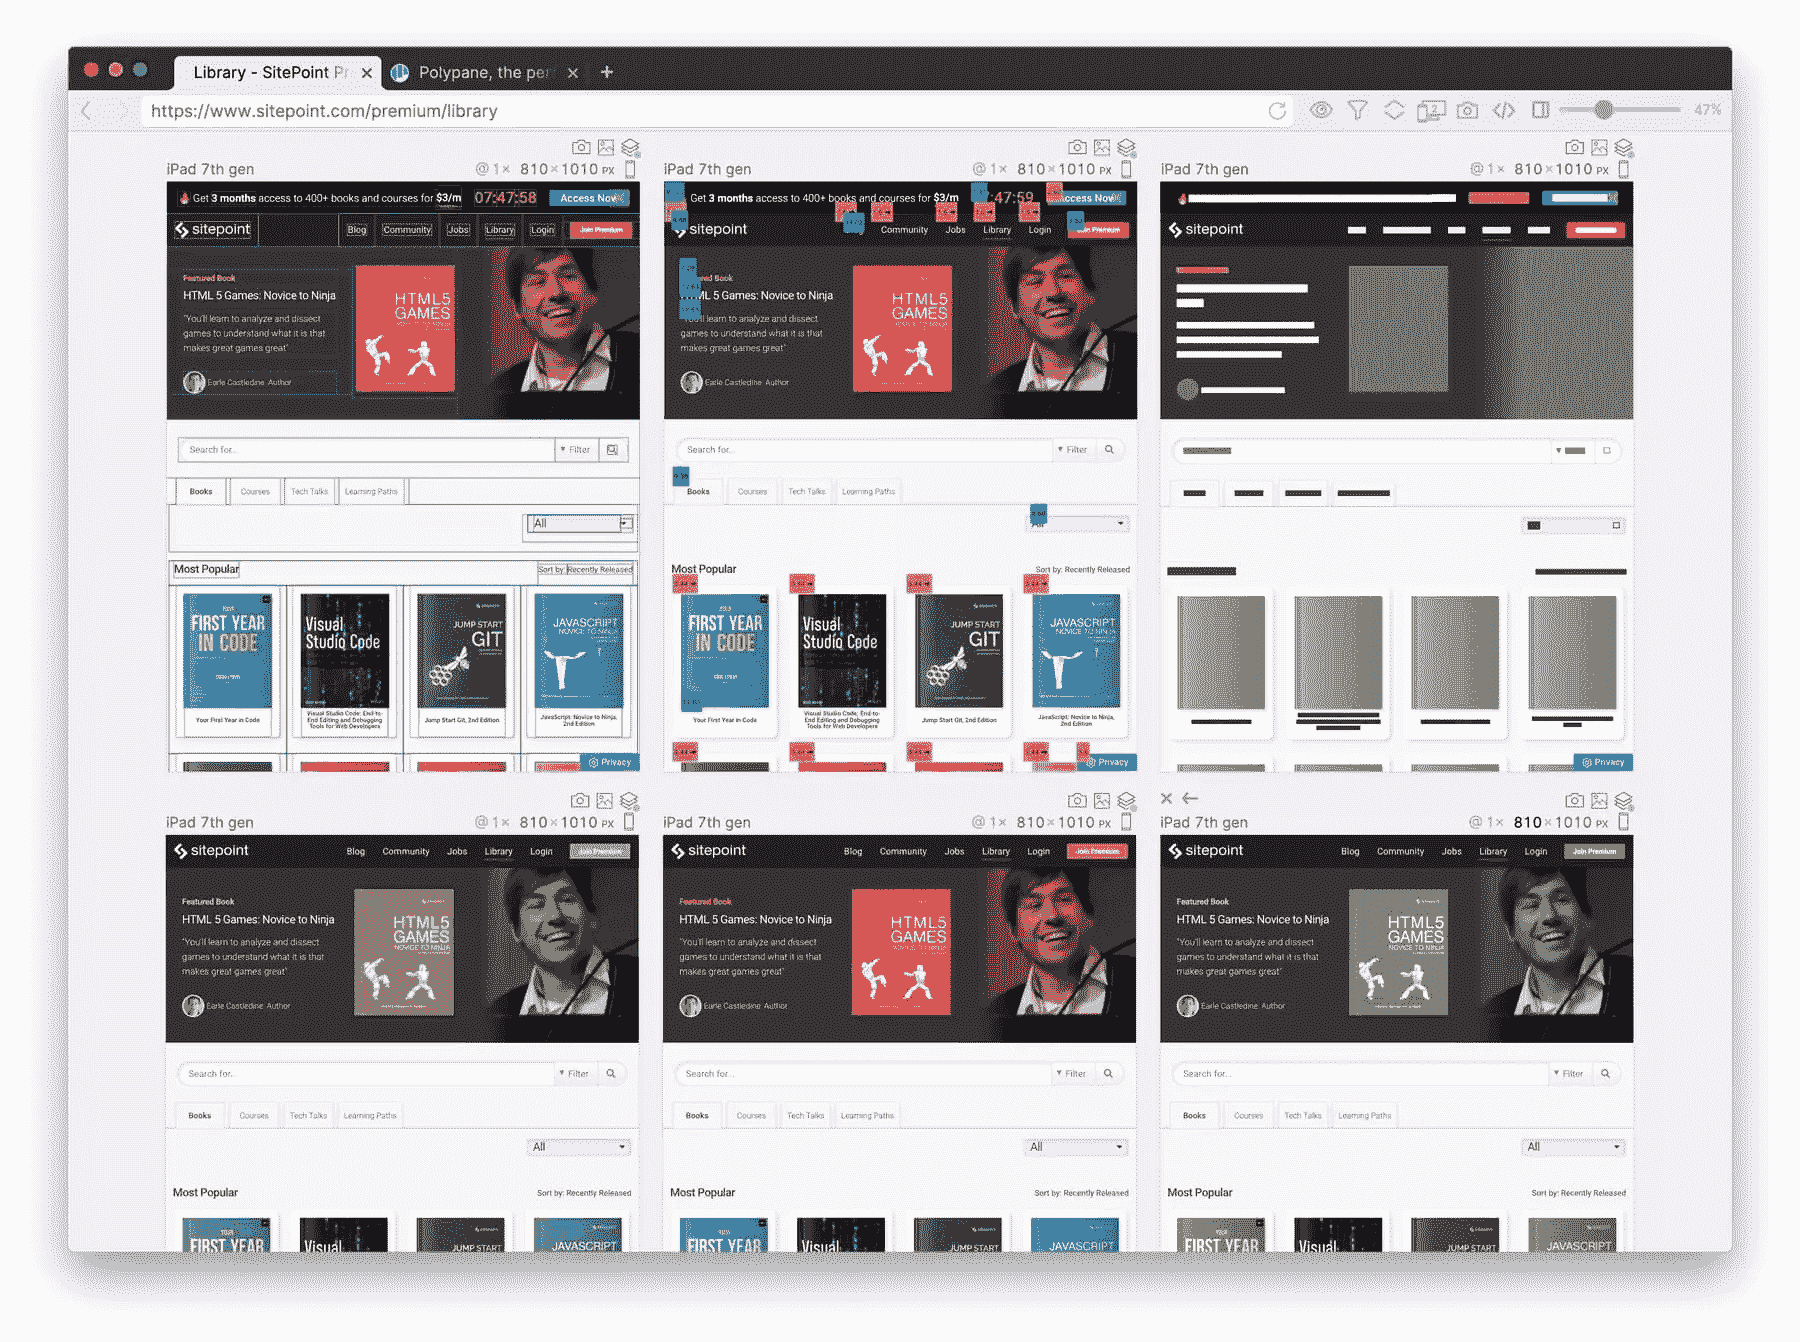 Library - SitePoint Pr
Polypane, the per
https://www.sitepoint.com/premium/library
47%
iPad 7th gen
@ 1× 810×1010 PX
Get 3 months access to 400+ books and courses for $3/m
07:47:58
Access Now
sitepoint
Blog
Community
Jobs
Library
Login
Join Premium
Featured Book
HTML 5 Games: Novice to Ninja
"You'll learn to analyze and dissect
games to understand what it is that
makes great games great"
Earle Castledine Author
HTML5
GAMES
Search for...
Filter
Books
Courses
Tech Talks
Learning Paths
All
Most Popular
Sort by: Recently Released
FIRST YEAR
IN CODE
Visual
Studio Code
JUMP START
GIT
JAVASCRIPT
NOVICE TO NINJA
Your First Year in Code
Visual Studio Code: End-to-
End Editing and Debugging
Tools for Web Developers
Jump Start Git, 2nd Edition
JavaScript: Novice to Ninja,
2nd Edition
Privacy
iPad 7th gen
@ 1× 810×1010 PX
Get 3 months access to 400+ books and courses for $3/m
:47:59
Access Now
sitepoint
Community
Jobs
Library
Login
Join Premium
Book
HTML 5 Games: Novice to Ninja
"You'll learn to analyze and dissect
games to understand what it is that
makes great games great"
Earle Castledine Author
HTML5
GAMES
Search for...
Filter
Books
Courses
Tech Talks
Learning Paths
All
Most Popular
Sort by: Recently Released
FIRST YEAR
IN CODE
Visual
Studio Code
JUMP START
GIT
JAVASCRIPT
NOVICE TO NINJA
Your First Year in Code
Visual Studio Code: End-to-
End Editing and Debugging
Tools for Web Developers
Jump Start Git, 2nd Edition
JavaScript: Novice to Ninja,
2nd Edition
Privacy
iPad 7th gen
@ 1× 810×1010 PX
sitepoint
Privacy
iPad 7th gen
@ 1× 810×1010 PX
sitepoint
Blog
Community
Jobs
Library
Login
Join Premium
Featured Book
HTML 5 Games: Novice to Ninja
"You'll learn to analyze and dissect
games to understand what it is that
makes great games great"
Earle Castledine Author
HTML5
GAMES
NOVICE TO NINJA
Search for...
Filter
Books
Courses
Tech Talks
Learning Paths
All
Most Popular
Sort by: Recently Released
FIRST YEAR
Visual
JUMP START
JAVASCRIPT
iPad 7th gen
@ 1× 810×1010 PX
sitepoint
Blog
Community
Jobs
Library
Login
Join Premium
Featured Book
HTML 5 Games: Novice to Ninja
"You'll learn to analyze and dissect
games to understand what it is that
makes great games great"
Earle Castledine Author
HTML5
GAMES
Search for...
Filter
Books
Courses
Tech Talks
Learning Paths
All
Most Popular
Sort by: Recently Released
FIRST YEAR
Visual
JUMP START
JAVASCRIPT
iPad 7th gen
@ 1× 810×1010 PX
sitepoint
Blog
Community
Jobs
Library
Login
Join Premium
Featured Book
HTML 5 Games: Novice to Ninja
"You'll learn to analyze and dissect
games to understand what it is that
makes great games great"
Earle Castledine Author
HTML5
GAMES
NOVICE TO NINJA
Search for...
Filter
Books
Courses
Tech Talks
Learning Paths
All
Most Popular
Sort by: Recently Released
FIRST YEAR
Visual
JUMP START
JAVASCRIPT